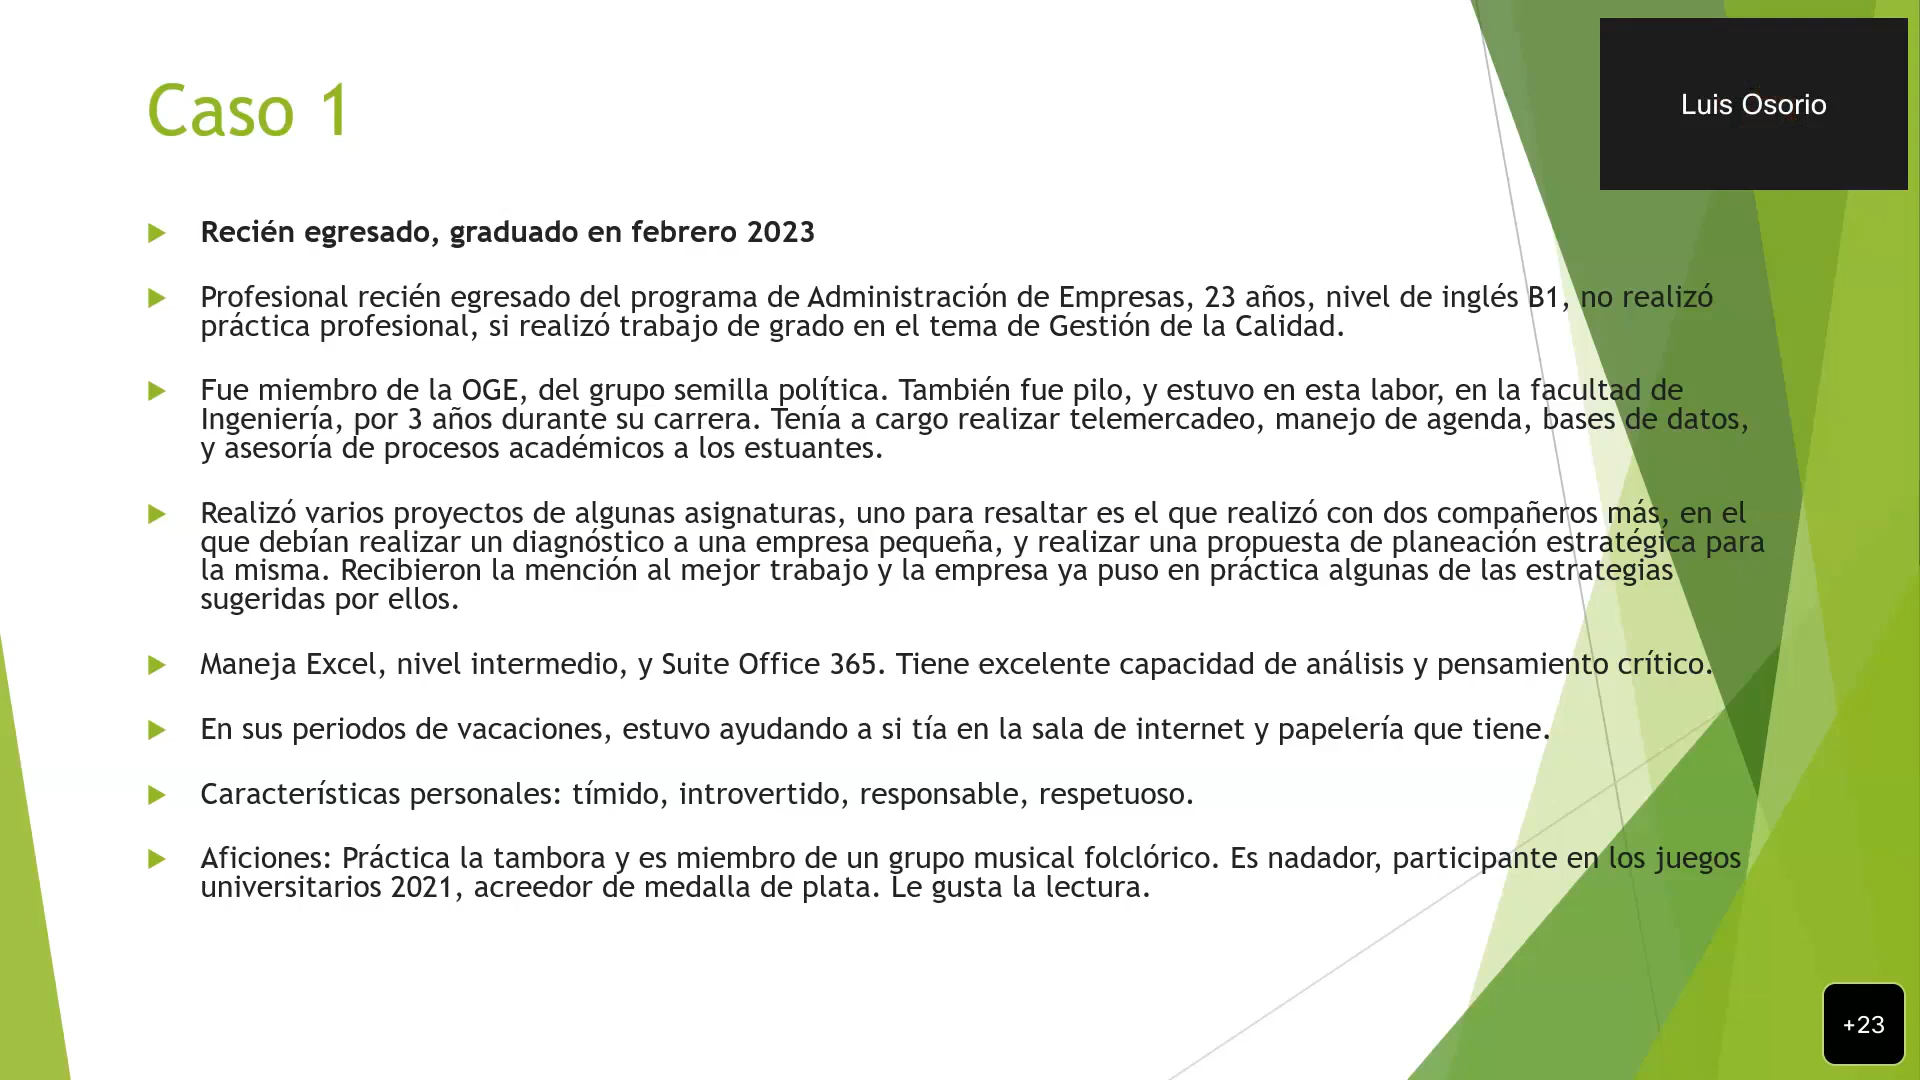 Caso 1
Luis Osorio
Recién egresado, graduado en febrero 2023
Profesional recién egresado del programa de Administración de Empresas, 23 años, nivel de inglés B1, no realizó
práctica profesional, si realizó trabajo de grado en el tema de Gestión de la Calidad.
Fue miembro de la OGE, del grupo semilla política. También fue pilo, y estuvo en esta labor, en la facultad de
Ingeniería, por 3 años durante su carrera. Tenía a cargo realizar telemercadeo, manejo de agenda, bases de datos,
y asesoría de procesos académicos a los estuantes.
Realizó varios proyectos de algunas asignaturas, uno para resaltar es el que realizó con dos compañeros más, en el
que debían realizar un diagnóstico a una empresa pequeña, y realizar una propuesta de planeación estratégica para
la misma. Recibieron la mención al mejor trabajo y la empresa ya puso en práctica algunas de las estrategias
sugeridas por ellos.
Maneja Excel, nivel intermedio, y Suite Office 365. Tiene excelente capacidad de análisis y pensamiento crítico.
En sus periodos de vacaciones, estuvo ayudando a si tía en la sala de internet y papelería que tiene.
Características personales: tímido, introvertido, responsable, respetuoso.
Aficiones: Práctica la tambora y es miembro de un grupo musical folclórico. Es nadador, participante en los juegos
universitarios 2021, acreedor de medalla de plata. Le gusta la lectura.
+23